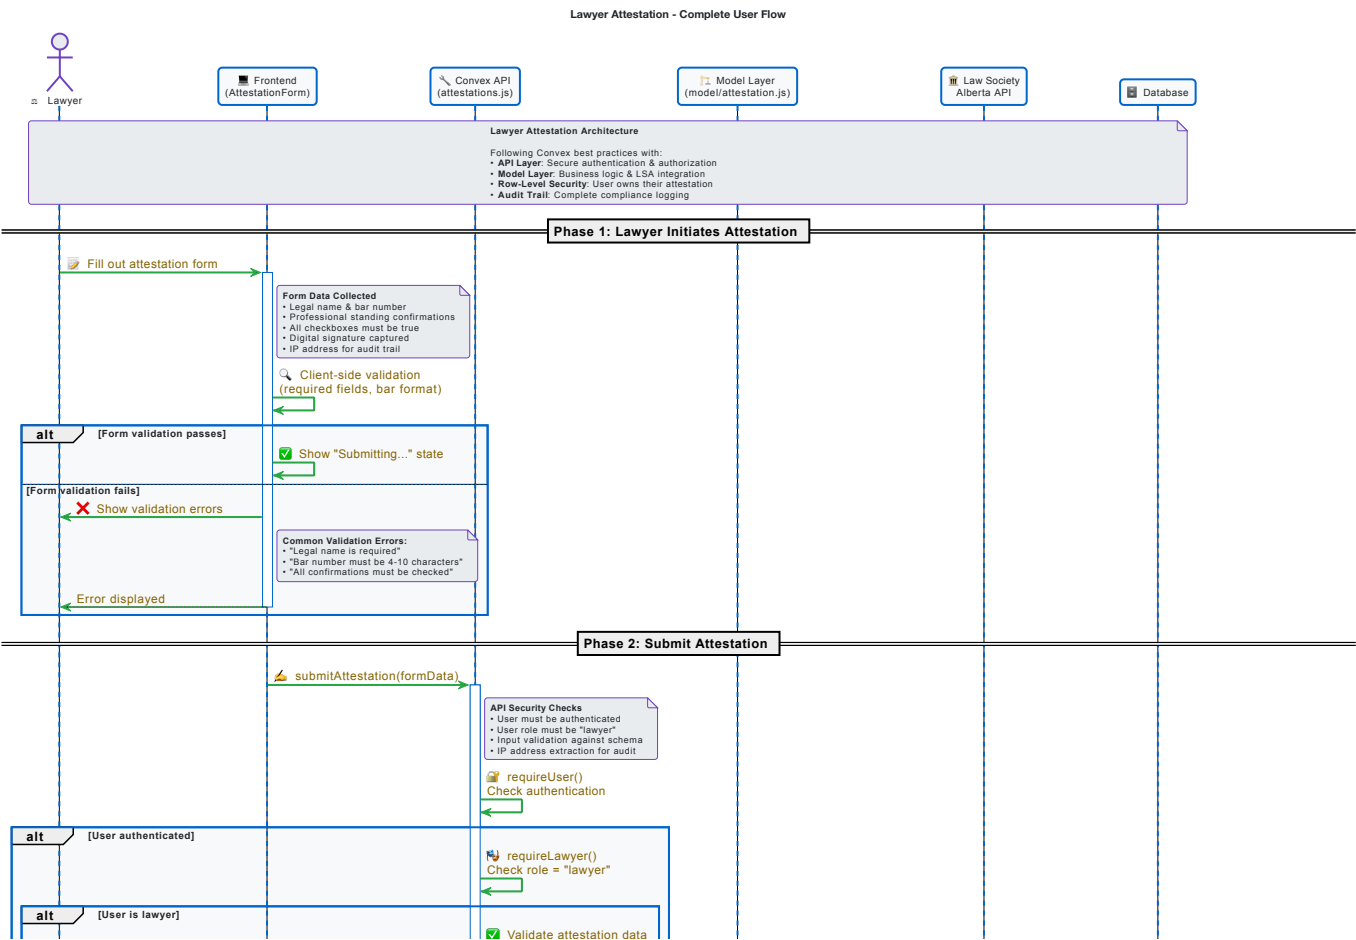 Lawyer Attestation - Complete User Flow
Lawyer
Frontend
(AttestationForm)
Convex API
(attestations.js)
Model Layer
(model/attestation.js)
Law Society
Alberta API
Database
Lawyer Attestation Architecture
Following Convex best practices with:
• API Layer: Secure authentication & authorization
• Model Layer: Business logic & LSA integration
• Row-Level Security: User owns their attestation
• Audit Trail: Complete compliance logging
Phase 1: Lawyer Initiates Attestation
Fill out attestation form
Form Data Collected
• Legal name & bar number
• Professional standing confirmations
• All checkboxes must be true
• Digital signature captured
• IP address for audit trail
Client-side validation
(required fields, bar format)
alt
[Form validation passes]
Show "Submitting..." state
[Form validation fails]
Show validation errors
Common Validation Errors:
• "Legal name is required"
• "Bar number must be 4-10 characters"
• "All confirmations must be checked"
Error displayed
Phase 2: Submit Attestation
submitAttestation(formData)
API Security Checks
• User must be authenticated
• User role must be "lawyer"
• Input validation against schema
• IP address extraction for audit
requireUser()
Check authentication
alt
[User authenticated]
requireLawyer()
Check role = "lawyer"
alt
[User is lawyer]
Validate attestation data